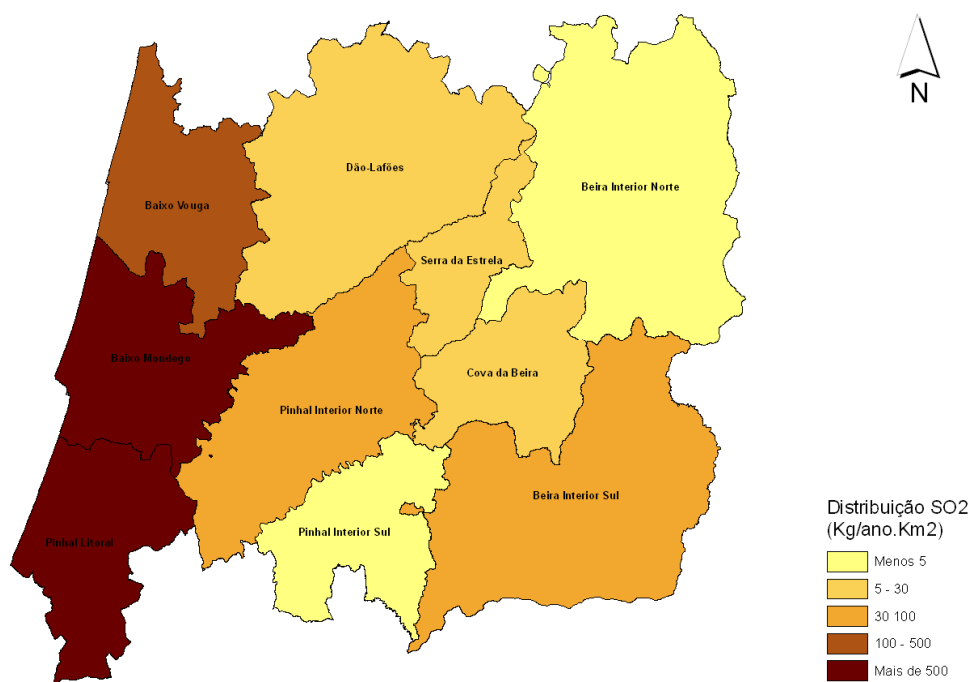 N
Dão-Lafões
Beira Interior Norte
Baixo Vouga
Serra da Estrela
Baixo Mondego
Cova da Beira
Pinhal Interior Norte
Beira Interior Sul
Pinhal Interior Sul
Pinhal Litoral
Distribuição SO2
(Kg/ano.Km2)
Menos 5
5 - 30
30 100
100 - 500
Mais de 500